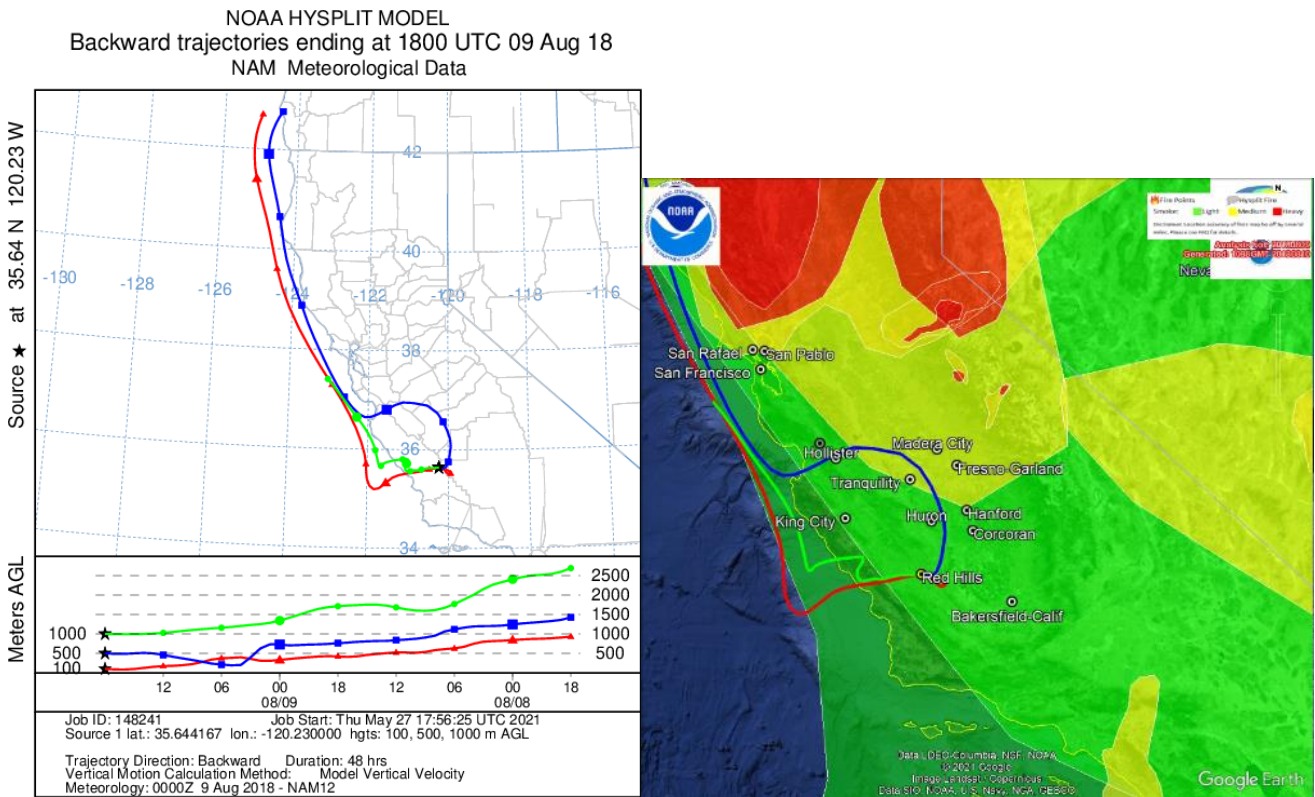 NOAA HYSPLIT MODEL
Backward trajectories ending at 1800 UTC 09 Aug 18
NAM Meteorological Data
Source ★ at 35.64 N 120.23 W
42
40
-130
-128
-126
-124
-122
-120
-118
-116
38
36
34
Meters AGL
2500
2000
1500
1000
1000
500
500
100
12
06
00
18
12
06
00
18
08/09
08/08
Job ID: 148241 Job Start: Thu May 27 17:56:25 UTC 2021
Source 1 lat.: 35.644167 lon.: -120.230000 hgts: 100, 500, 1000 m AGL
Trajectory Direction: Backward Duration: 48 hrs
Vertical Motion Calculation Method: Model Vertical Velocity
Meteorology: 0000Z 9 Aug 2018 - NAM12
NOAA
N
Fire Points
Hysplit Fire
Smoke: Light Medium Heavy
Neva
San Rafael
San Pablo
San Francisco
Hollister
Madera City
Fresno-Garland
Tranquility
King City
Huron
Hanford
Corcoran
Red Hills
Bakersfield-Calif
Data LDEO-Columbia, NSF, NOAA
© 2021 Google
Image Landsat / Copernicus
Data SIO, NOAA, U.S. Navy, NGA, GEBCO
Google Earth